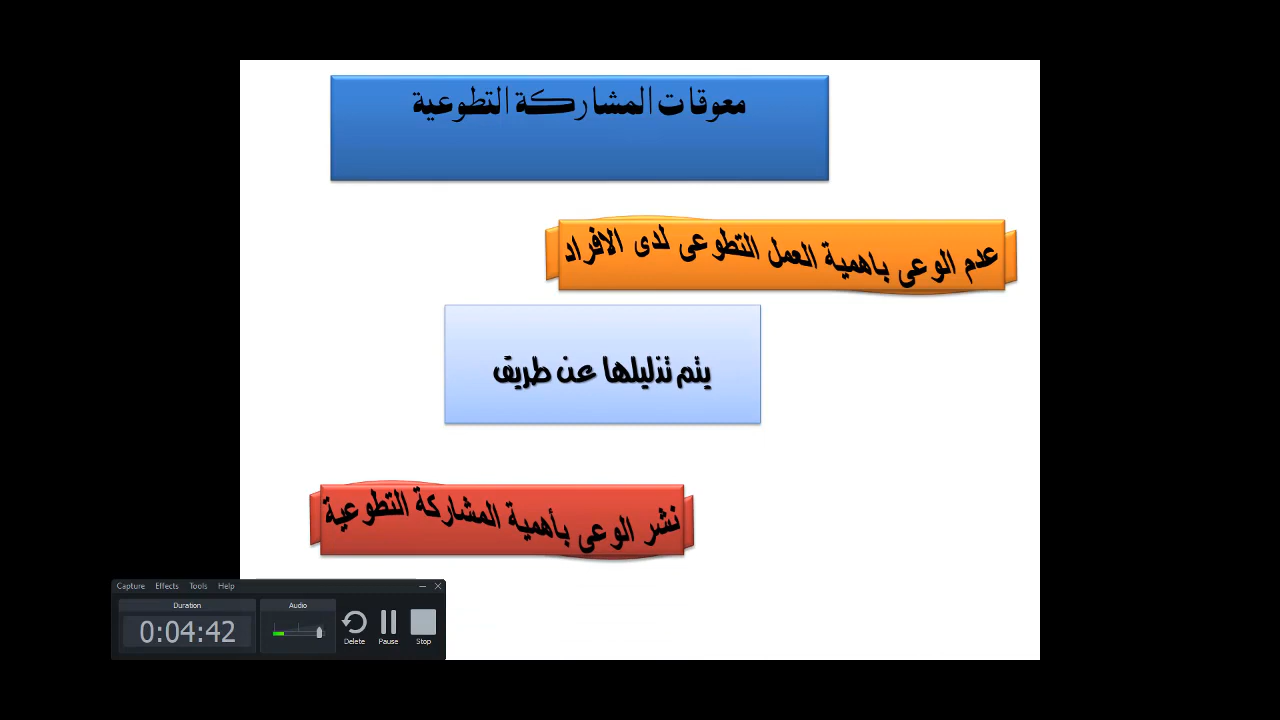 معوقات المشاركة التطوعية
عدم الوعى باهمية العمل التطوعى لدى الافراد
يتم تذليلها عن طريق
نشر الوعى بأهمية المشاركة التطوعية
Capture Effects Tools Help
Duration Audio
0:04:42
Delete Pause Stop